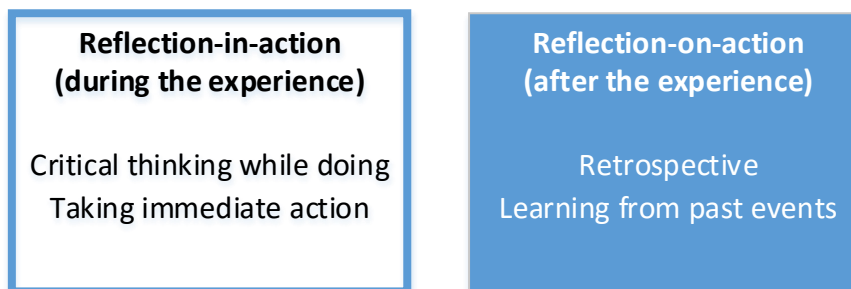 Reflection-in-action
(during the experience)
Critical thinking while doing
Taking immediate action
Reflection-on-action
(after the experience)
Retrospective
Learning from past events